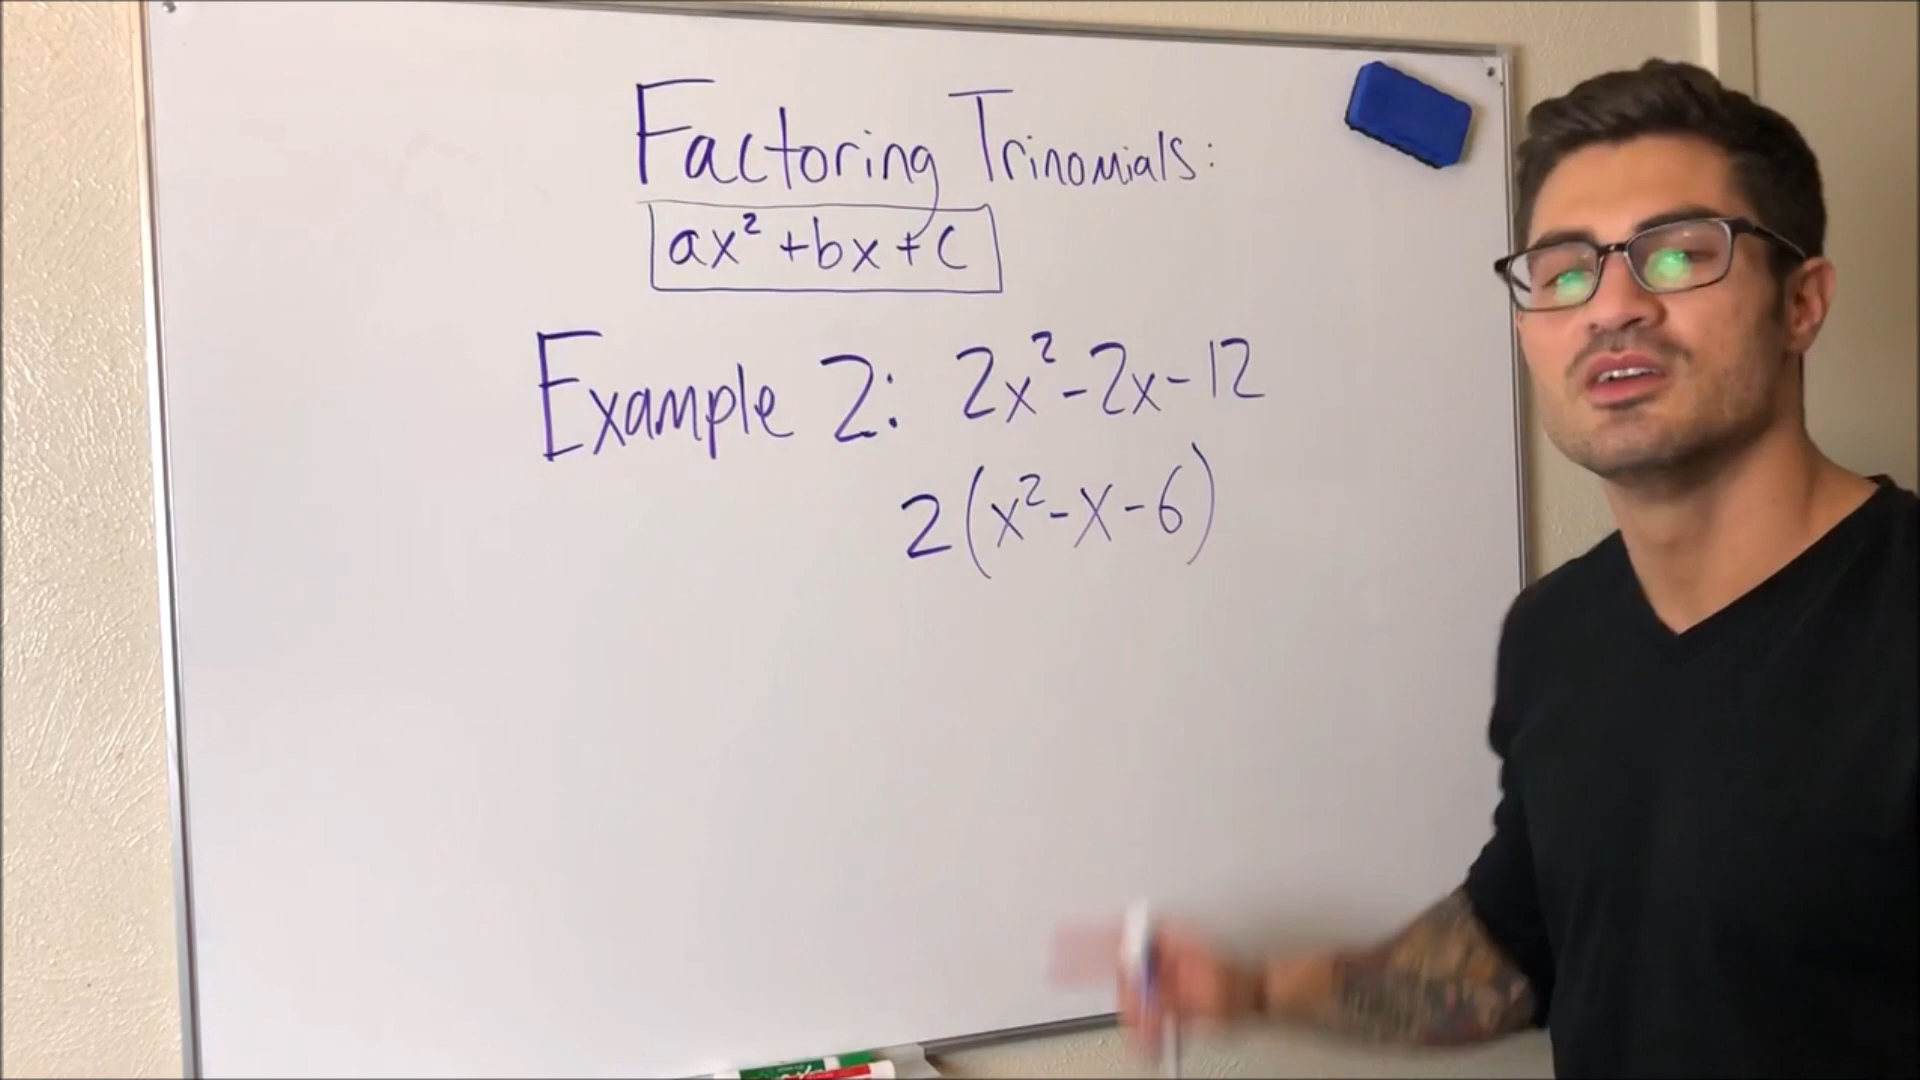 Factoring Trinomials:
ax² + bx + c
Example 2: 2x² - 2x - 12
2(x² - x - 6)